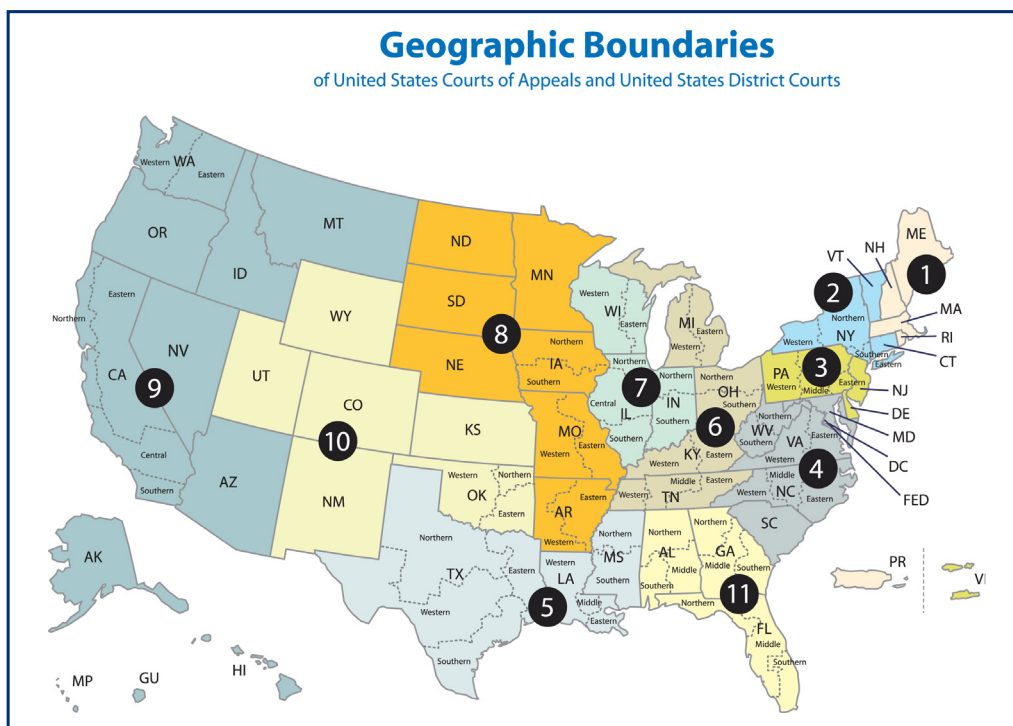 Geographic Boundaries
of United States Courts of Appeals and United States District Courts
WA
Western
Eastern
OR
ID
MT
Eastern
Northern
NV
CA
9
Central
Southern
AZ
WY
UT
CO
10
NM
KS
Western
Northern
OK
Eastern
ND
MN
SD
8
NE
Northern
IA
Southern
MO
Eastern
Western
Eastern
AR
Western
Western
WI
Eastern
MI
Eastern
Western
Northern
7
Central
IL
Southern
Northern
IN
Southern
Northern
OH
Southern
6
KY
Eastern
Western
Middle
Eastern
Western
TN
ME
1
NH
VT
2
Northern
NY
Western
Southern
Eastern
MA
RI
CT
PA
3
Western
Middle
Eastern
NJ
DE
MD
DC
FED
Northern
WV
Southern
VA
Eastern
Western
4
Middle
Western
NC
Eastern
SC
Northern
TX
Eastern
Western
Southern
Western
LA
5
Middle
Eastern
Northern
MS
Southern
Northern
AL
Middle
Southern
Northern
GA
Middle
Southern
11
Northern
FL
Middle
Southern
AK
HI
MP
GU
PR
VI